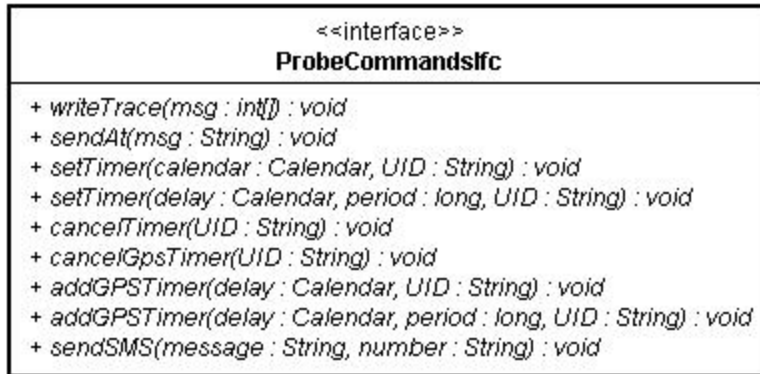 <<interface>>
ProbeCommandsIfc
+ writeTrace(msg : int[]) : void
+ sendAt(msg : String) : void
+ setTimer(calendar : Calendar, UID : String) : void
+ setTimer(delay : Calendar, period : long, UID : String) : void
+ cancelTimer(UID : String) : void
+ cancelGpsTimer(UID : String) : void
+ addGPSTimer(delay : Calendar, UID : String) : void
+ addGPSTimer(delay : Calendar, period : long, UID : String) : void
+ sendSMS(message : String, number : String) : void